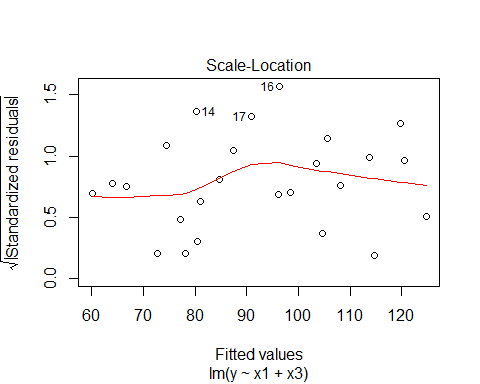 Scale-Location
√|Standardized residuals|
1.5
1.0
0.5
0.0
16
14
17
60 70 80 90 100 110 120
Fitted values
lm(y ~ x1 + x3)